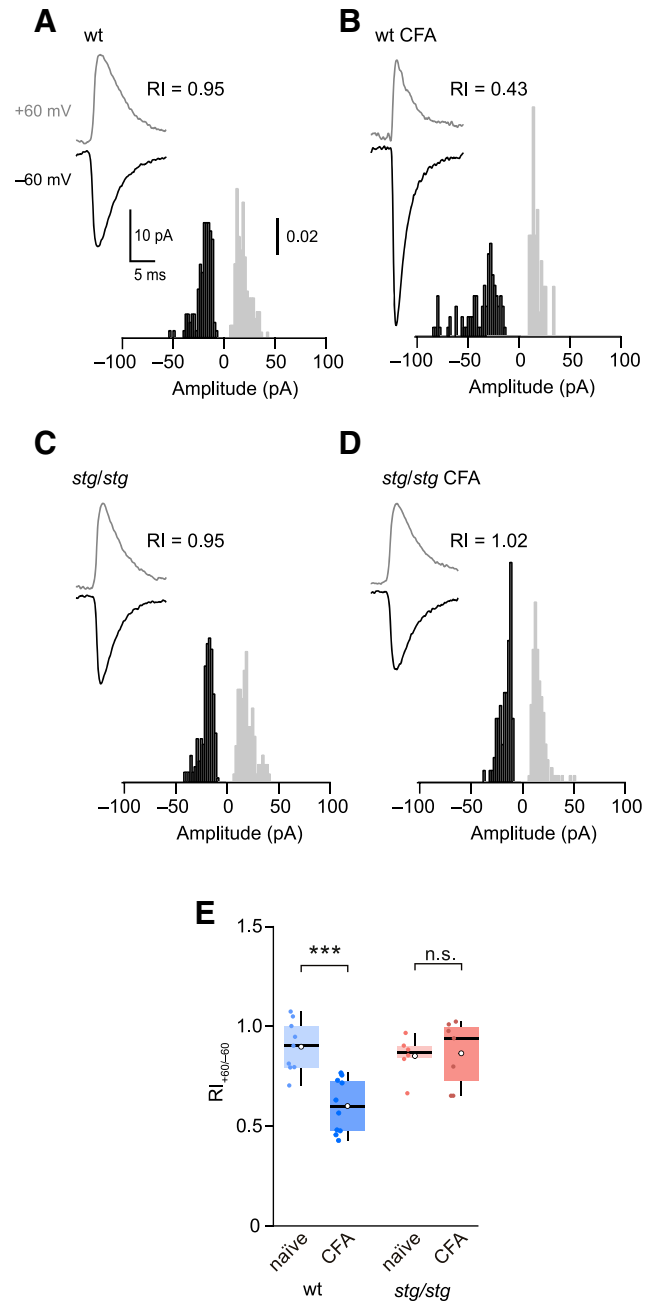 A
wt
RI = 0.95
+60 mV
–60 mV
10 pA
5 ms
0.02
–100 –50 0 50 100
Amplitude (pA)
B
wt CFA
RI = 0.43
–100 –50 0 50 100
Amplitude (pA)
C
stg/stg
RI = 0.95
–100 –50 0 50 100
Amplitude (pA)
D
stg/stg CFA
RI = 1.02
–100 –50 0 50 100
Amplitude (pA)
E
1.5
1.0
0.5
0
RI+60/–60
***
n.s.
naïve CFA naïve CFA
wt stg/stg